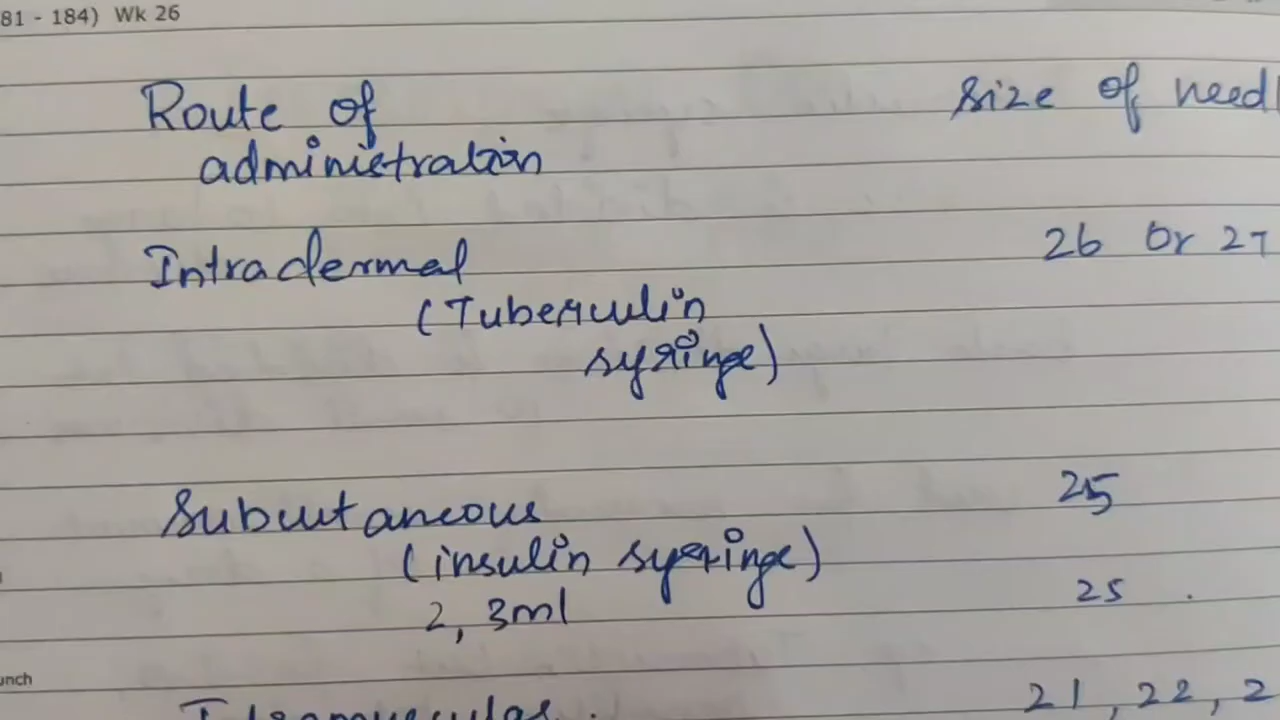 81 - 184) Wk 26
Route of size of need
administration
Intradermal 26 or 27
(Tuberculin
syringe)
Subcutaneous 25
(insulin syringe)
2, 3ml 25 .
unch
21, 22, 2